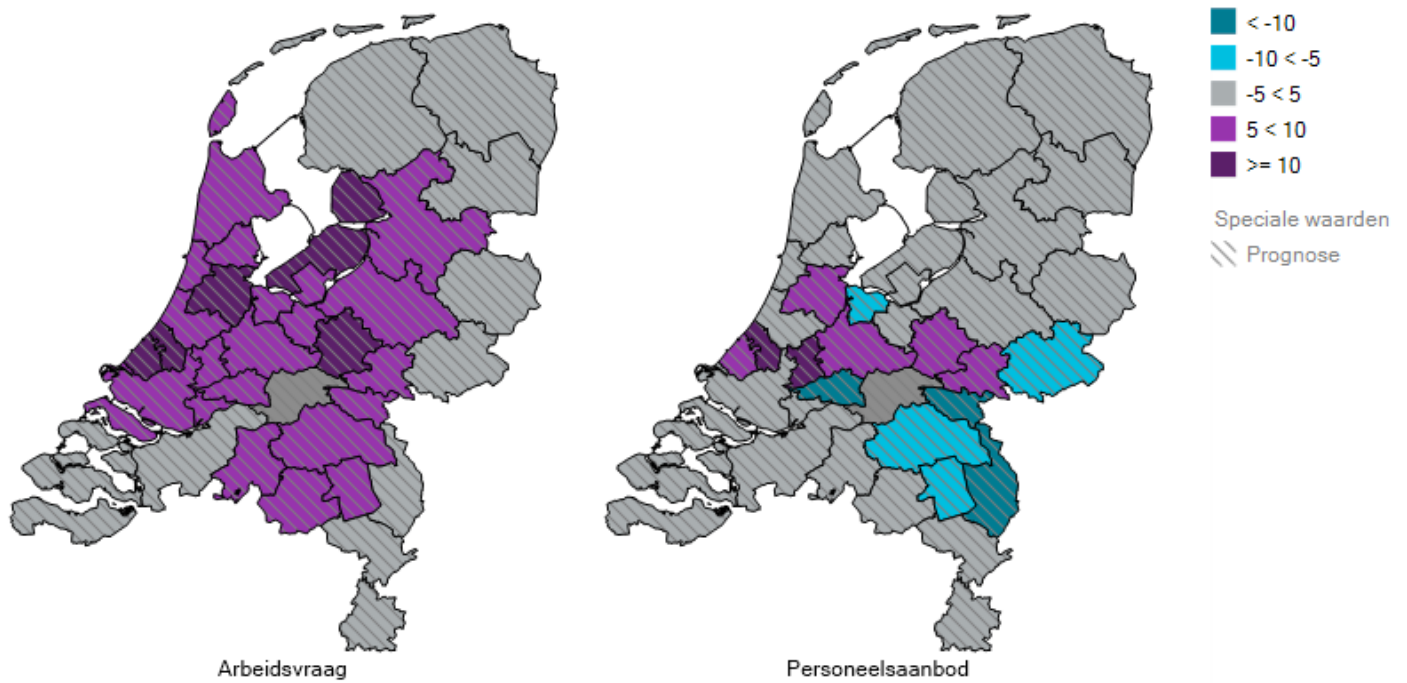 < -10
-10 < -5
-5 < 5
5 < 10
>= 10
Speciale waarden
Prognose
Arbeidsvraag
Personeelsaanbod